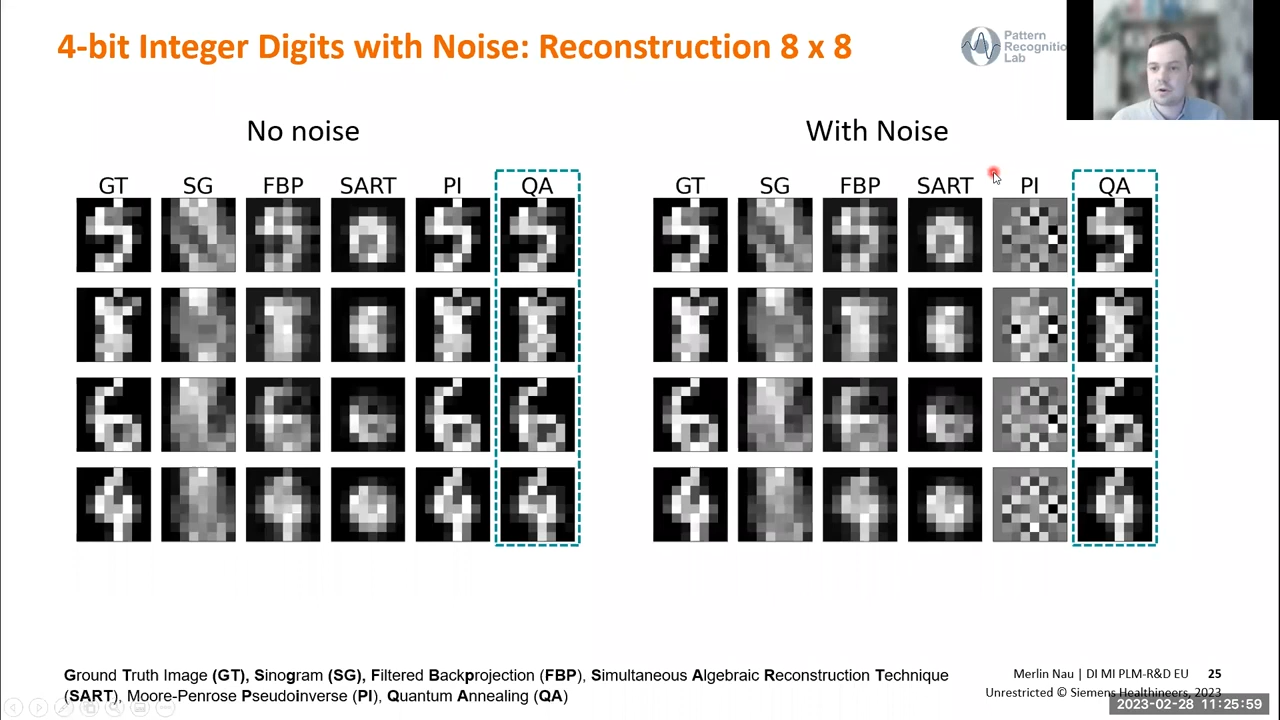 4-bit Integer Digits with Noise: Reconstruction 8 x 8
Pattern
Recognitio
Lab
No noise
With Noise
GT SG FBP SART PI QA
GT SG FBP SART PI QA
Ground Truth Image (GT), Sinogram (SG), Filtered Backprojection (FBP), Simultaneous Algebraic Reconstruction Technique
(SART), Moore-Penrose Pseudoinverse (PI), Quantum Annealing (QA)
Merlin Nau | DI MI PLM-R&D EU 25
Unrestricted © Siemens Healthineers, 2023
2023-02-28 11:25:59